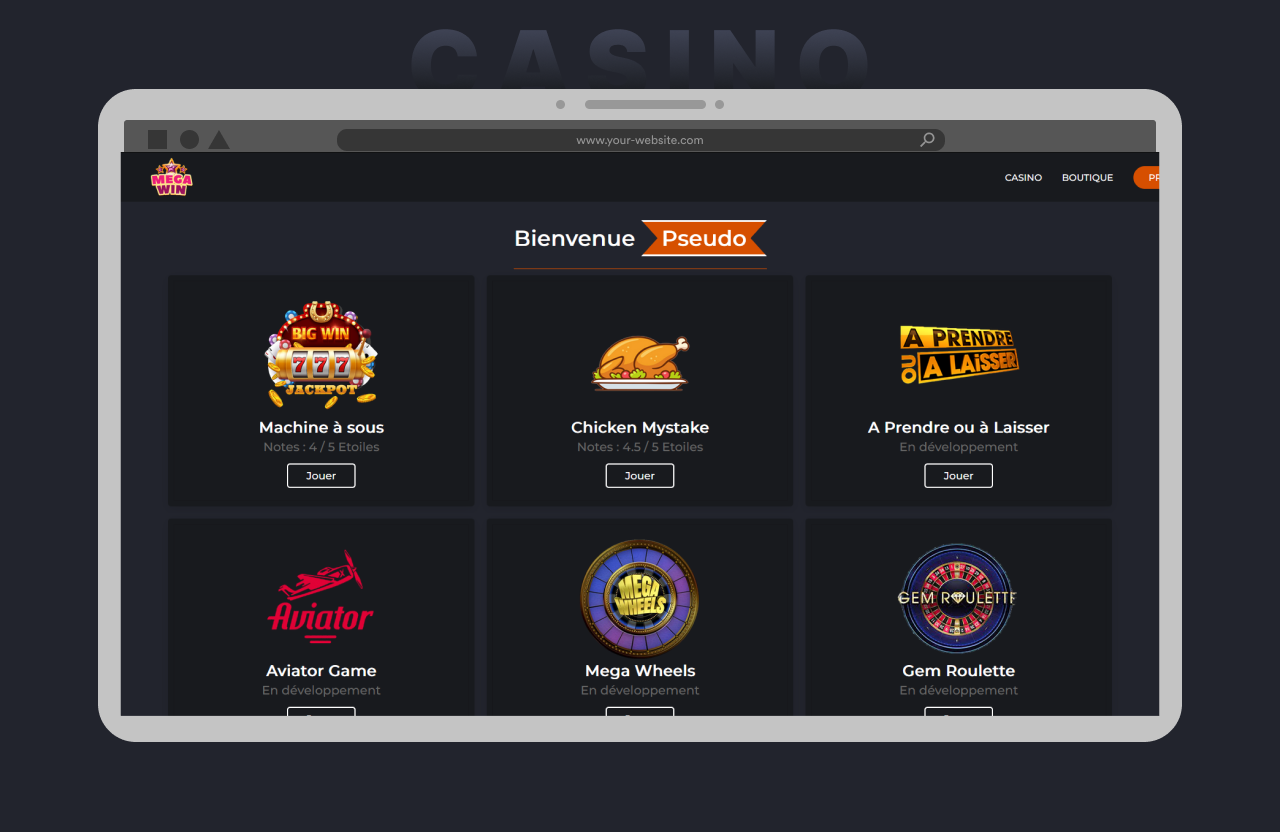 CASINO
www.your-website.com
MEGA
WIN
CASINO
BOUTIQUE
Bienvenue Pseudo
BIG WIN
777
JACKPOT
A PRENDRE
OU A LAiSSER
Machine à sous
Notes : 4 / 5 Etoiles
Jouer
Chicken Mystake
Notes : 4.5 / 5 Etoiles
Jouer
A Prendre ou à Laisser
En développement
Jouer
Aviator
MEGA
WHEELS
GEM ROULETTE
Aviator Game
En développement
Mega Wheels
En développement
Gem Roulette
En développement